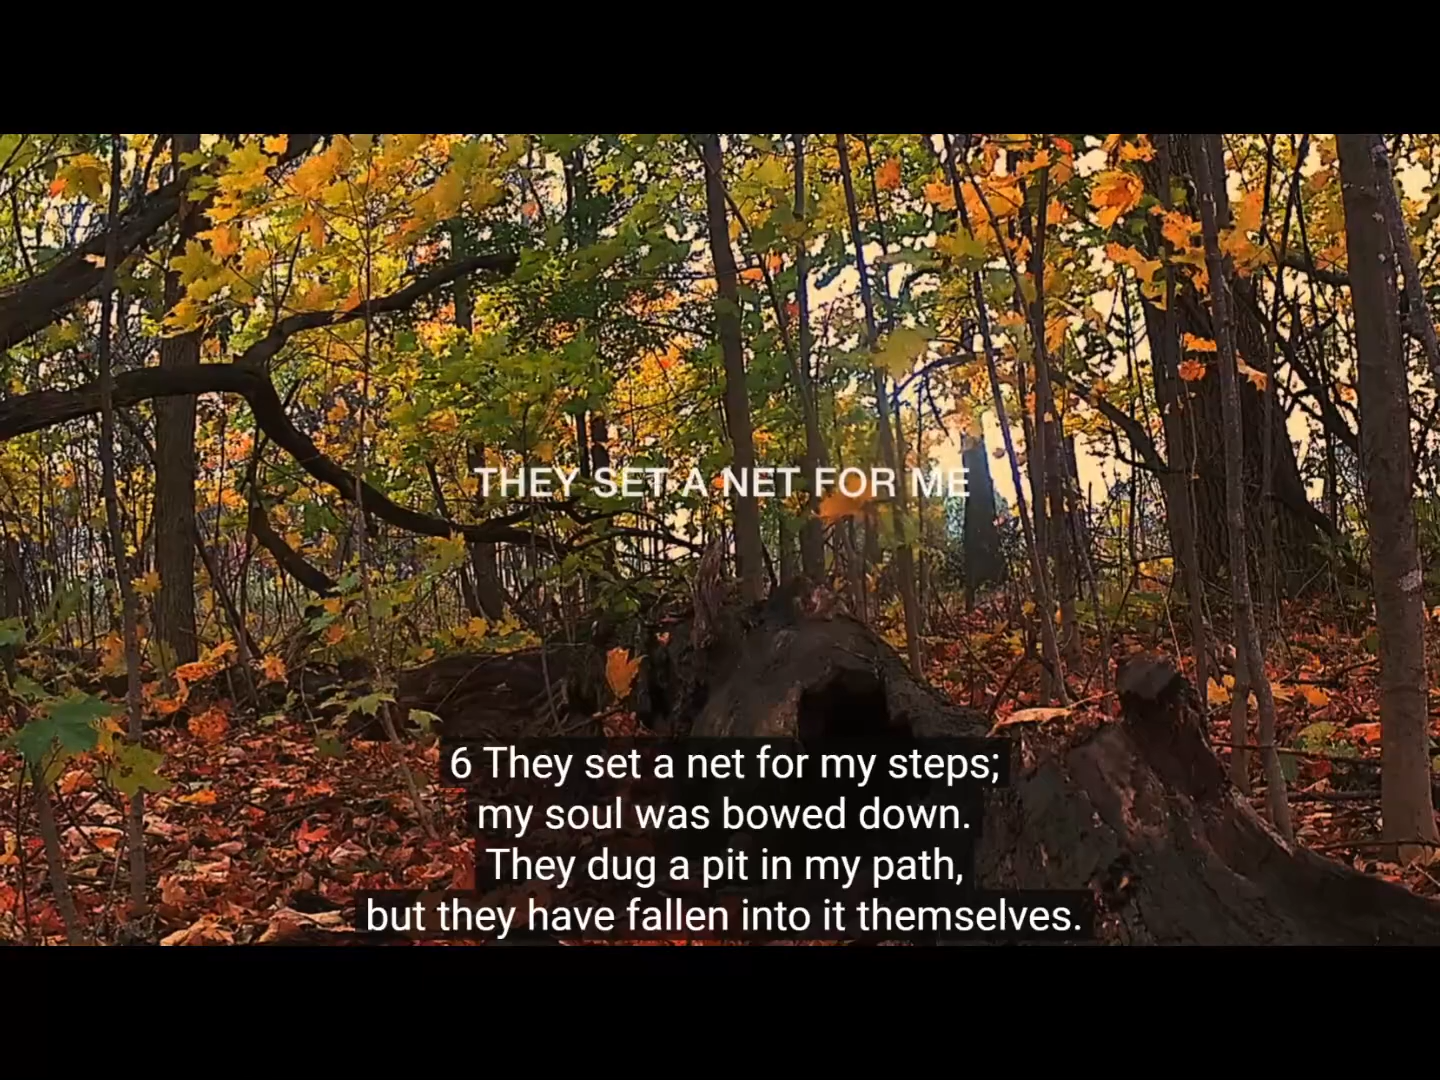 THEY SET A NET FOR ME
6 They set a net for my steps;
my soul was bowed down.
They dug a pit in my path,
but they have fallen into it themselves.